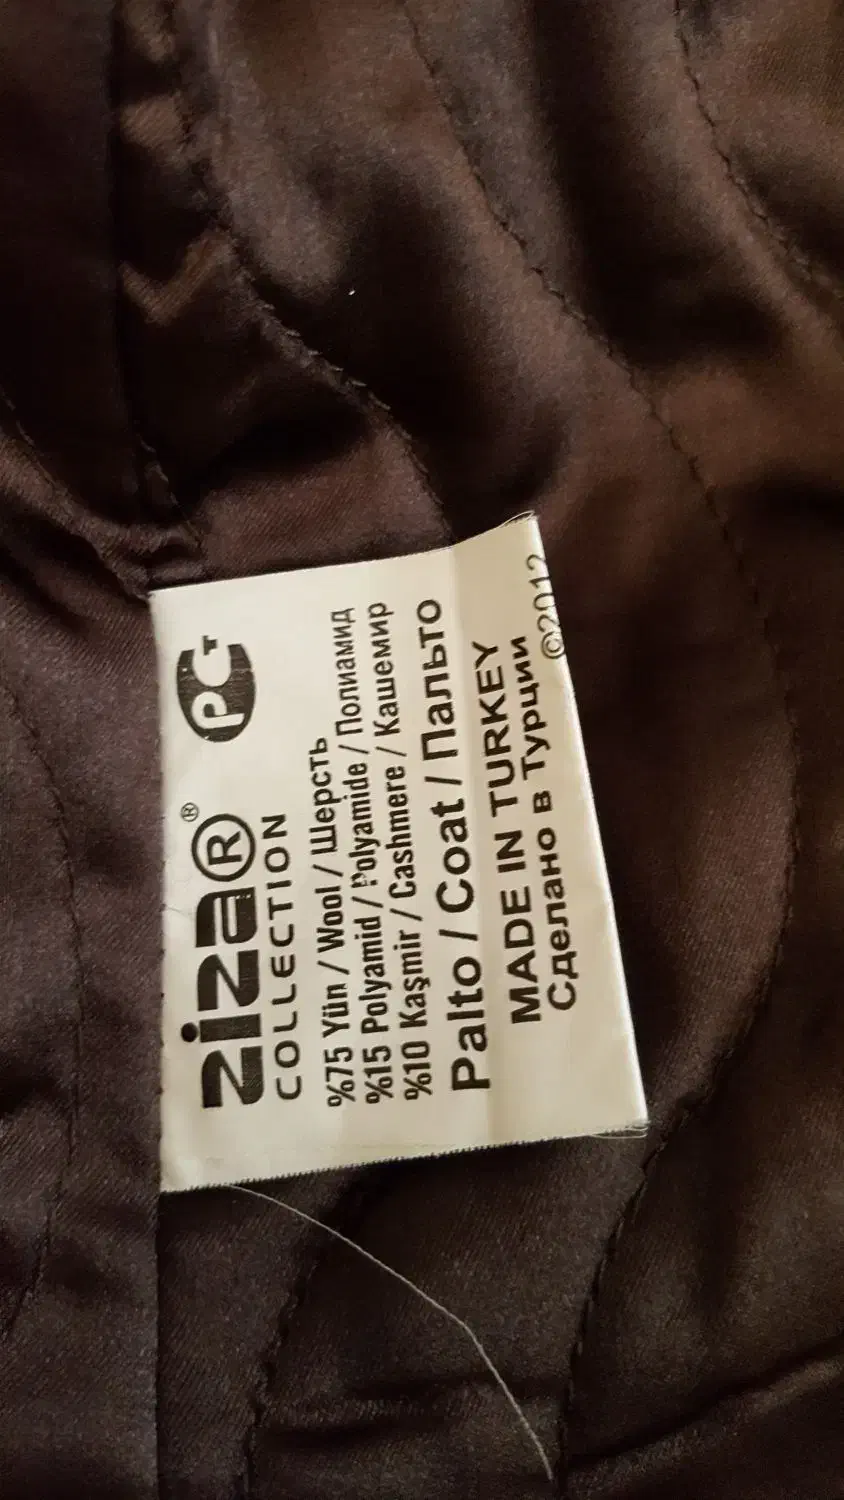 ziza® ® PCT
COLLECTION
%75 Yün / Wool / Шерсть
%15 Polyamid / Polyamide / Полиамид
%10 Kaşmir / Cashmere / Кашемир
Palto / Coat / Пальто
MADE IN TURKEY
Сделано в Турции
©2012